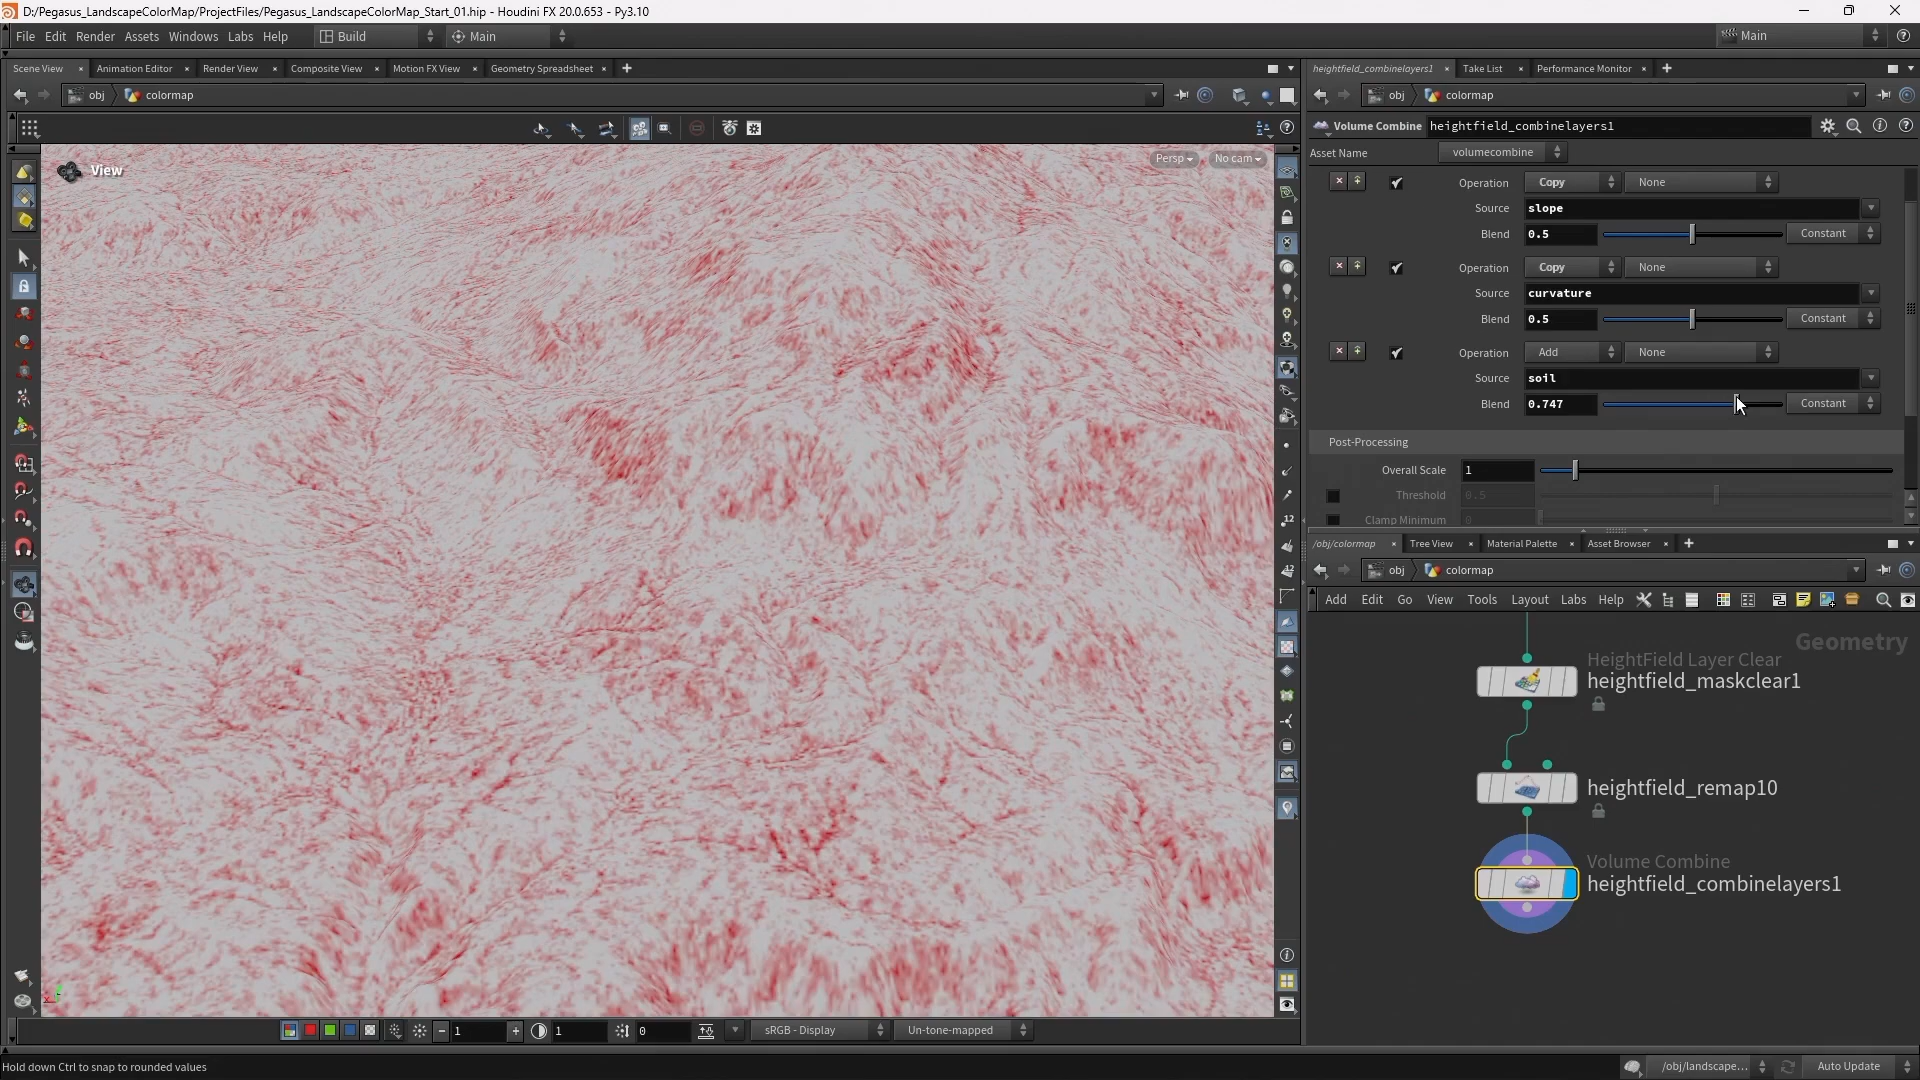 D:/Pegasus_LandscapeColorMap/ProjectFiles/Pegasus_LandscapeColorMap_Start_01.hip - Houdini FX 20.0.653 - Py3.10
File Edit Render Assets Windows Labs Help Build Main Main
Scene View Animation Editor Render View Composite View Motion FX View Geometry Spreadsheet
obj colormap
View
Persp No cam
12
12
1 1 0 sRGB - Display Un-tone-mapped
heightfield_combinelayers1 Take List Performance Monitor
obj colormap
Volume Combine heightfield_combinelayers1
Asset Name volumecombine
Operation Copy None
Source slope
Blend 0.5 Constant
Operation Copy None
Source curvature
Blend 0.5 Constant
Operation Add None
Source soil
Blend 0.747 Constant
Post-Processing
Overall Scale 1
Threshold 0.5
Clamp Minimum 0
/obj/colormap Tree View Material Palette Asset Browser
obj colormap
Add Edit Go View Tools Layout Labs Help
Geometry
HeightField Layer Clear
heightfield_maskclear1
heightfield_remap10
Volume Combine
heightfield_combinelayers1
Hold down Ctrl to snap to rounded values
/obj/landscape... Auto Update